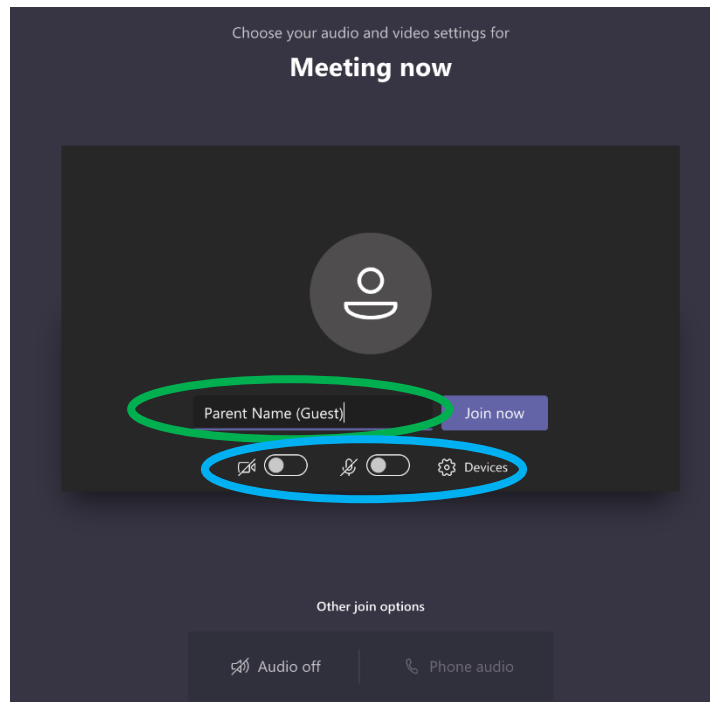 Choose your audio and video settings for
Meeting now
Parent Name (Guest)
Join now
Devices
Other join options
Audio off
Phone audio